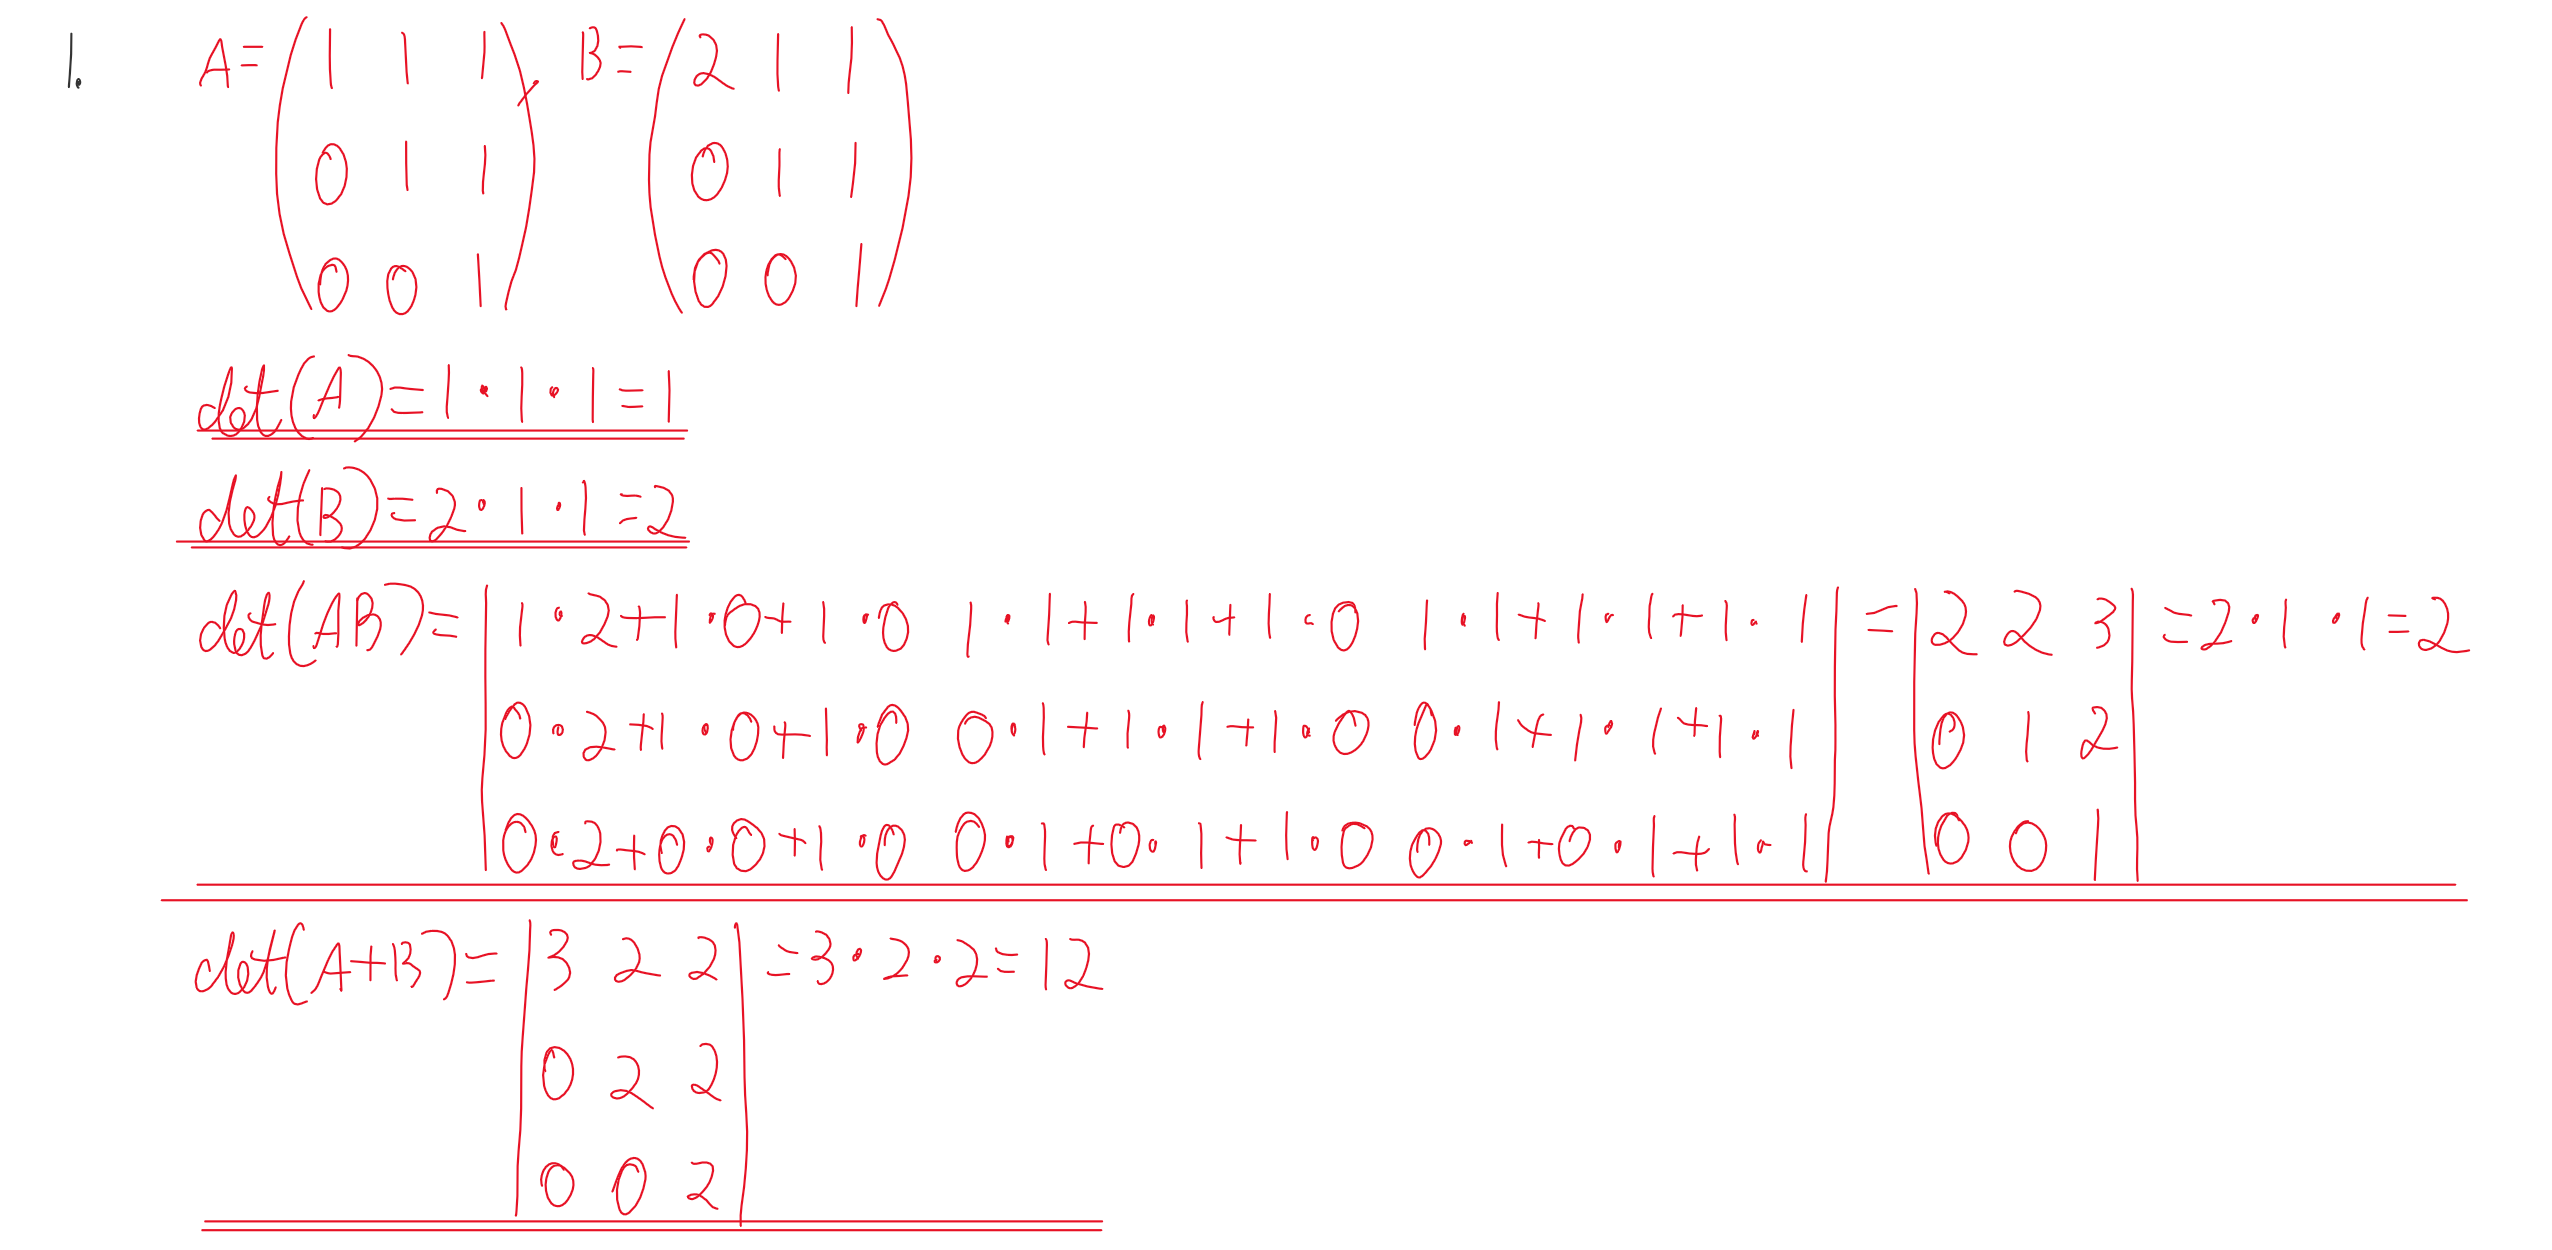 1. A = ( 1 1 1 ), B = ( 2 1 1 )
0 1 1 0 1 1
0 0 1 0 0 1
det(A) = 1 · 1 · 1 = 1
det(B) = 2 · 1 · 1 = 2
det(AB) = | 1·2+1·0+1·0 1·1+1·1+1·0 1·1+1·1+1·1 | = | 2 2 3 | = 2·1·1 = 2
0·2+1·0+1·0 0·1+1·1+1·0 0·1+1·1+1·1 0 1 2
0·2+0·0+1·0 0·1+0·1+1·0 0·1+0·1+1·1 0 0 1
det(A+B) = | 3 2 2 | = 3·2·2 = 12
0 2 2
0 0 2